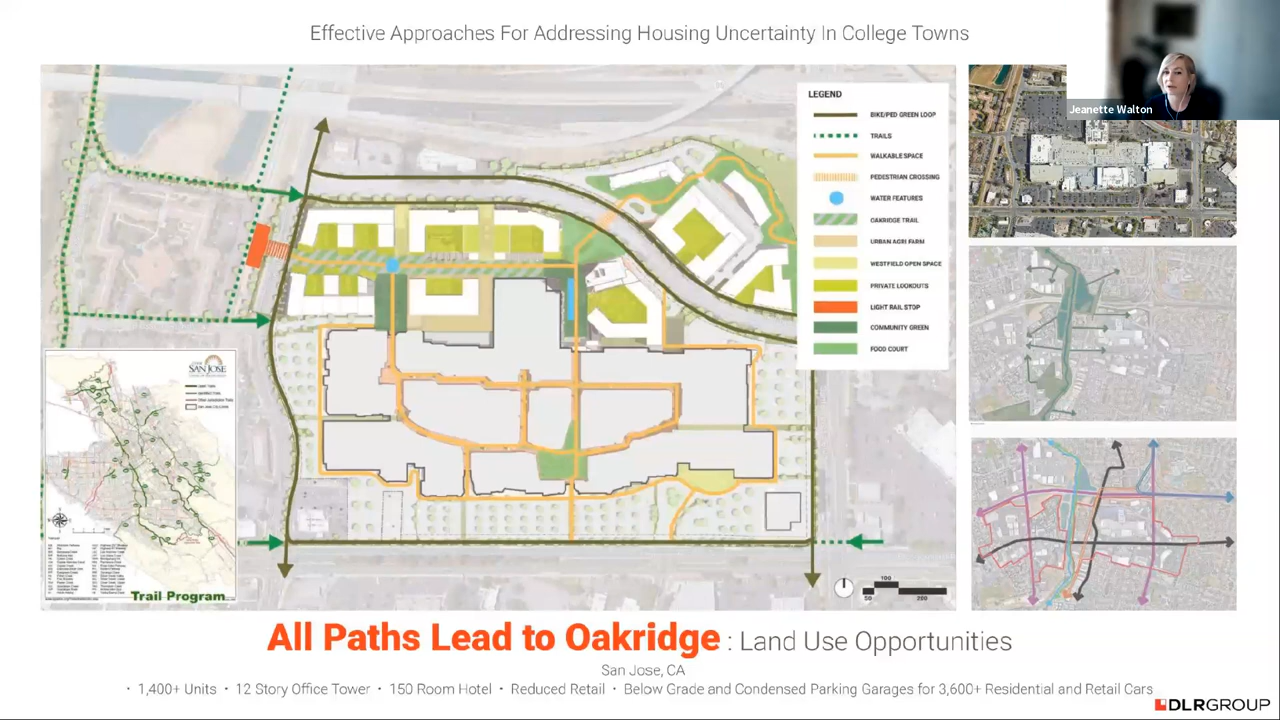 Effective Approaches For Addressing Housing Uncertainty In College Towns
Jeanette Walton
LEGEND
BIKE/PED GREEN LOOP
TRAILS
WALKABLE SPACE
PEDESTRIAN CROSSING
WATER FEATURES
OAKRIDGE TRAIL
URBAN AGRI FARM
WESTFIELD OPEN SPACE
PRIVATE LOOKOUTS
LIGHT RAIL STOP
COMMUNITY GREEN
FOOD COURT
SAN JOSE
Trail Program
100
50
200
All Paths Lead to Oakridge : Land Use Opportunities
San Jose, CA
• 1,400+ Units • 12 Story Office Tower • 150 Room Hotel • Reduced Retail • Below Grade and Condensed Parking Garages for 3,600+ Residential and Retail Cars
DLRGROUP